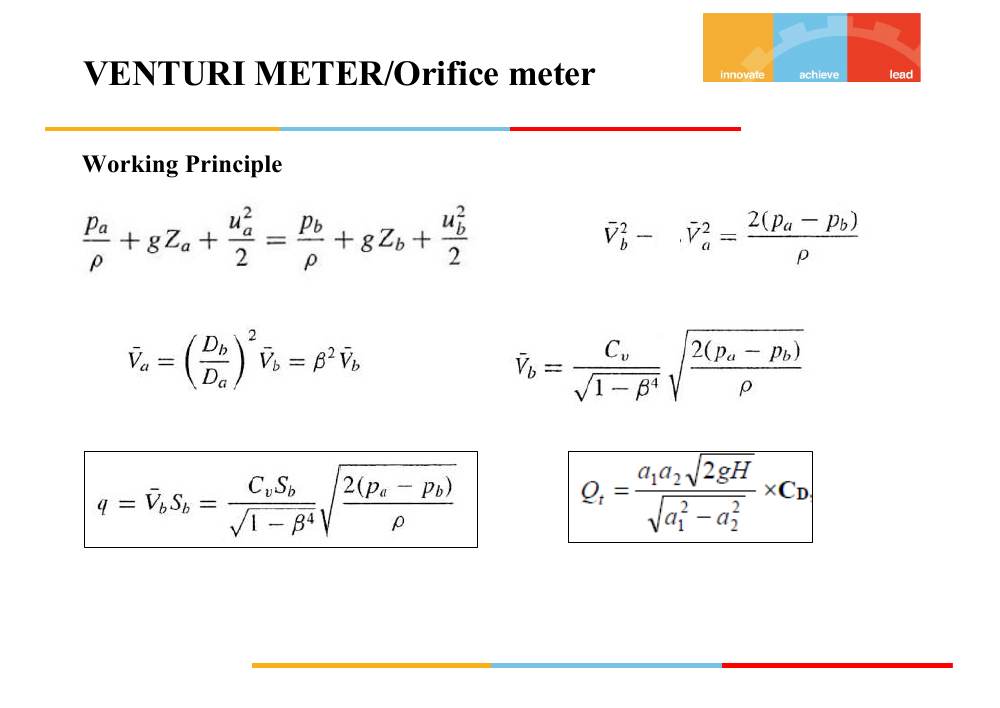 VENTURI METER/Orifice meter
innovate achieve lead
Working Principle
p_a/ρ + gZ_a + u_a^2/2 = p_b/ρ + gZ_b + u_b^2/2
V̄_b^2 − . V̄_a^2 = 2(p_a − p_b)/ρ
V̄_a = (D_b/D_a)^2 V̄_b = β^2 V̄_b
V̄_b = C_v/√(1 − β^4) √(2(p_a − p_b)/ρ)
q = V̄_b S_b = C_v S_b/√(1 − β^4) √(2(p_a − p_b)/ρ)
Q_t = a_1 a_2 √(2gH)/√(a_1^2 − a_2^2) ×C_D.